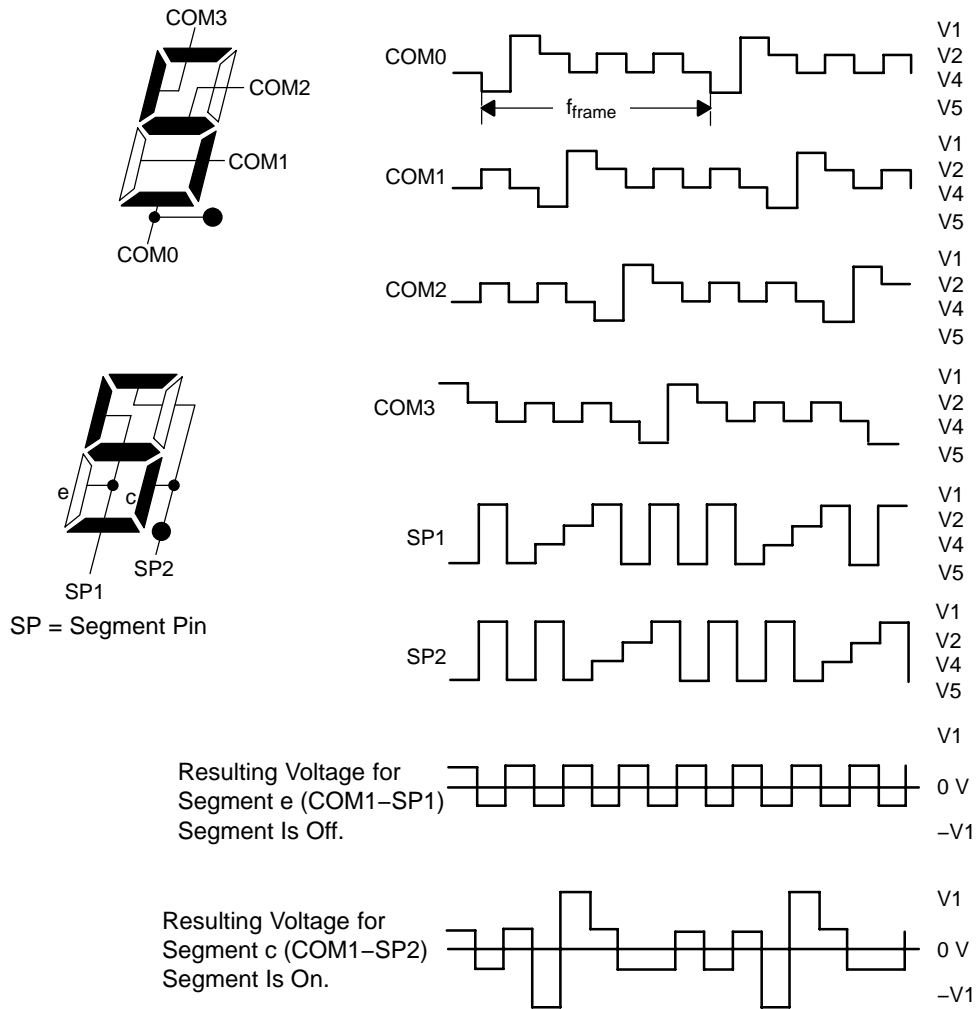 COM3
COM2
COM1
COM0
COM0
f_frame
V1
V2
V4
V5
COM1
V1
V2
V4
V5
COM2
V1
V2
V4
V5
COM3
V1
V2
V4
V5
e
c
SP1
SP2
SP = Segment Pin
SP1
V1
V2
V4
V5
SP2
V1
V2
V4
V5
Resulting Voltage for
Segment e (COM1−SP1)
Segment Is Off.
V1
0 V
−V1
Resulting Voltage for
Segment c (COM1−SP2)
Segment Is On.
V1
0 V
−V1